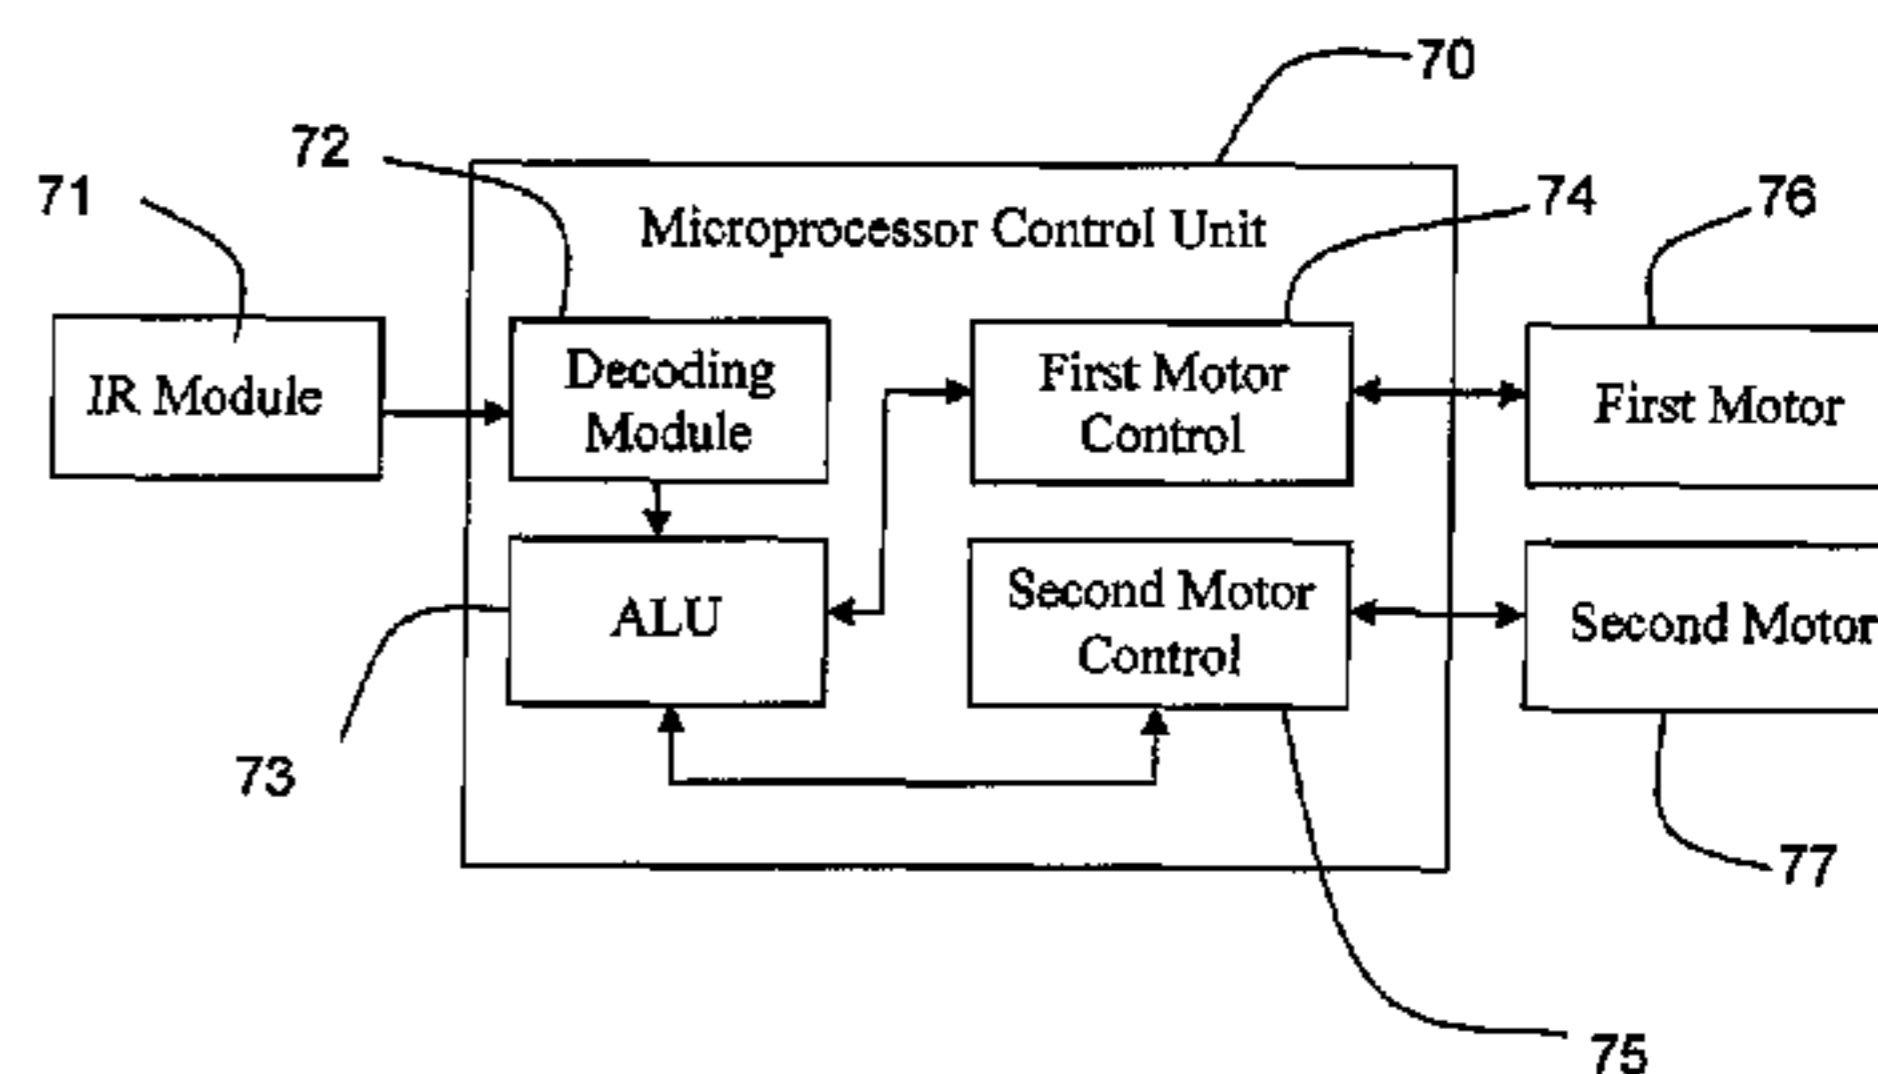 70
72
71
74
76
Microprocessor Control Unit
IR Module
Decoding
Module
First Motor
Control
First Motor
ALU
Second Motor
Control
Second Motor
73
77
75